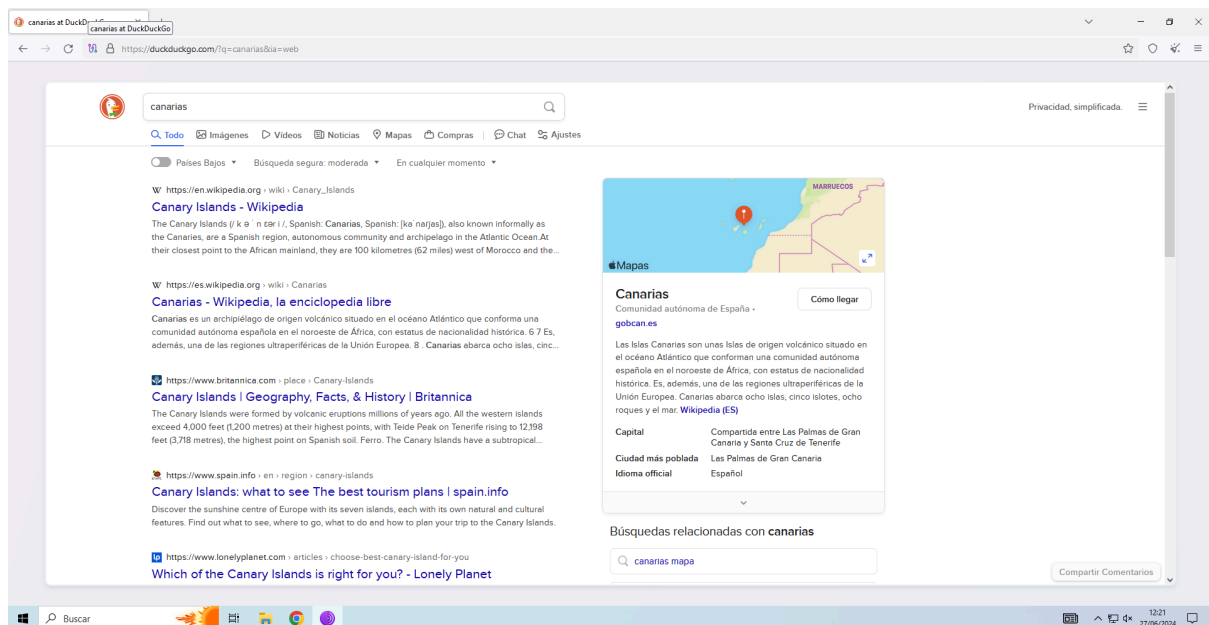 canarias at DuckDuckGo
https://duckduckgo.com/?q=canarias&ia=web
canarias
Privacidad, simplificada.
Todo Imágenes Vídeos Noticias Mapas Compras Chat Ajustes
Países Bajos Búsqueda segura: moderada En cualquier momento
W https://en.wikipedia.org › wiki › Canary_Islands
Canary Islands - Wikipedia
The Canary Islands (/ k ə ˈ n ɛər i /, Spanish: Canarias, Spanish: [kaˈnaɾjas]), also known informally as
the Canaries, are a Spanish region, autonomous community and archipelago in the Atlantic Ocean.At
their closest point to the African mainland, they are 100 kilometres (62 miles) west of Morocco and the...
W https://es.wikipedia.org › wiki › Canarias
Canarias - Wikipedia, la enciclopedia libre
Canarias es un archipiélago de origen volcánico situado en el océano Atlántico que conforma una
comunidad autónoma española en el noroeste de África, con estatus de nacionalidad histórica. 6 7 Es,
además, una de las regiones ultraperiféricas de la Unión Europea. 8 . Canarias abarca ocho islas, cinc...
https://www.britannica.com › place › Canary-Islands
Canary Islands | Geography, Facts, & History | Britannica
The Canary Islands were formed by volcanic eruptions millions of years ago. All the western islands
exceed 4,000 feet (1,200 metres) at their highest points, with Teide Peak on Tenerife rising to 12,198
feet (3,718 metres), the highest point on Spanish soil. Ferro. The Canary Islands have a subtropical...
https://www.spain.info › en › region › canary-islands
Canary Islands: what to see The best tourism plans | spain.info
Discover the sunshine centre of Europe with its seven islands, each with its own natural and cultural
features. Find out what to see, where to go, what to do and how to plan your trip to the Canary Islands.
lp https://www.lonelyplanet.com › articles › choose-best-canary-island-for-you
Which of the Canary Islands is right for you? - Lonely Planet
MARRUECOS
Mapas
Canarias
Cómo llegar
Comunidad autónoma de España •
gobcan.es
Las Islas Canarias son unas Islas de origen volcánico situado en
el océano Atlántico que conforman una comunidad autónoma
española en el noroeste de África, con estatus de nacionalidad
histórica. Es, además, una de las regiones ultraperiféricas de la
Unión Europea. Canarias abarca ocho islas, cinco islotes, ocho
roques y el mar. Wikipedia (ES)
Capital Compartida entre Las Palmas de Gran
Canaria y Santa Cruz de Tenerife
Ciudad más poblada Las Palmas de Gran Canaria
Idioma official Español
Búsquedas relacionadas con canarias
canarias mapa
Compartir Comentarios
Buscar
12:21
27/06/2024